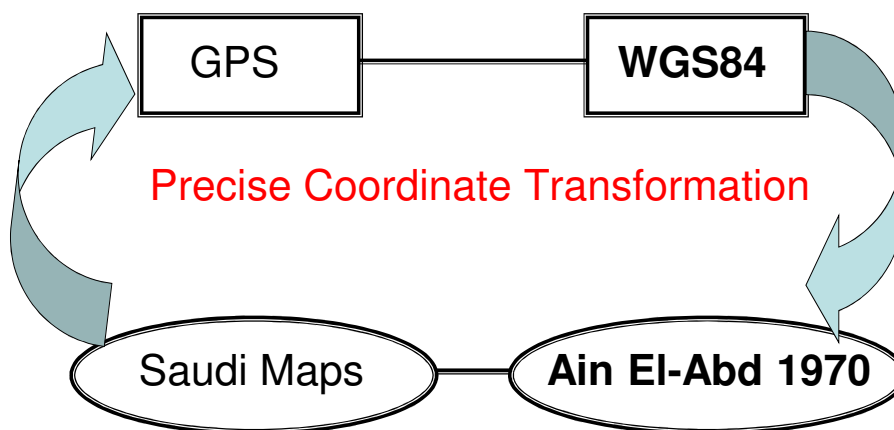 GPS
WGS84
Precise Coordinate Transformation
Saudi Maps
Ain El-Abd 1970